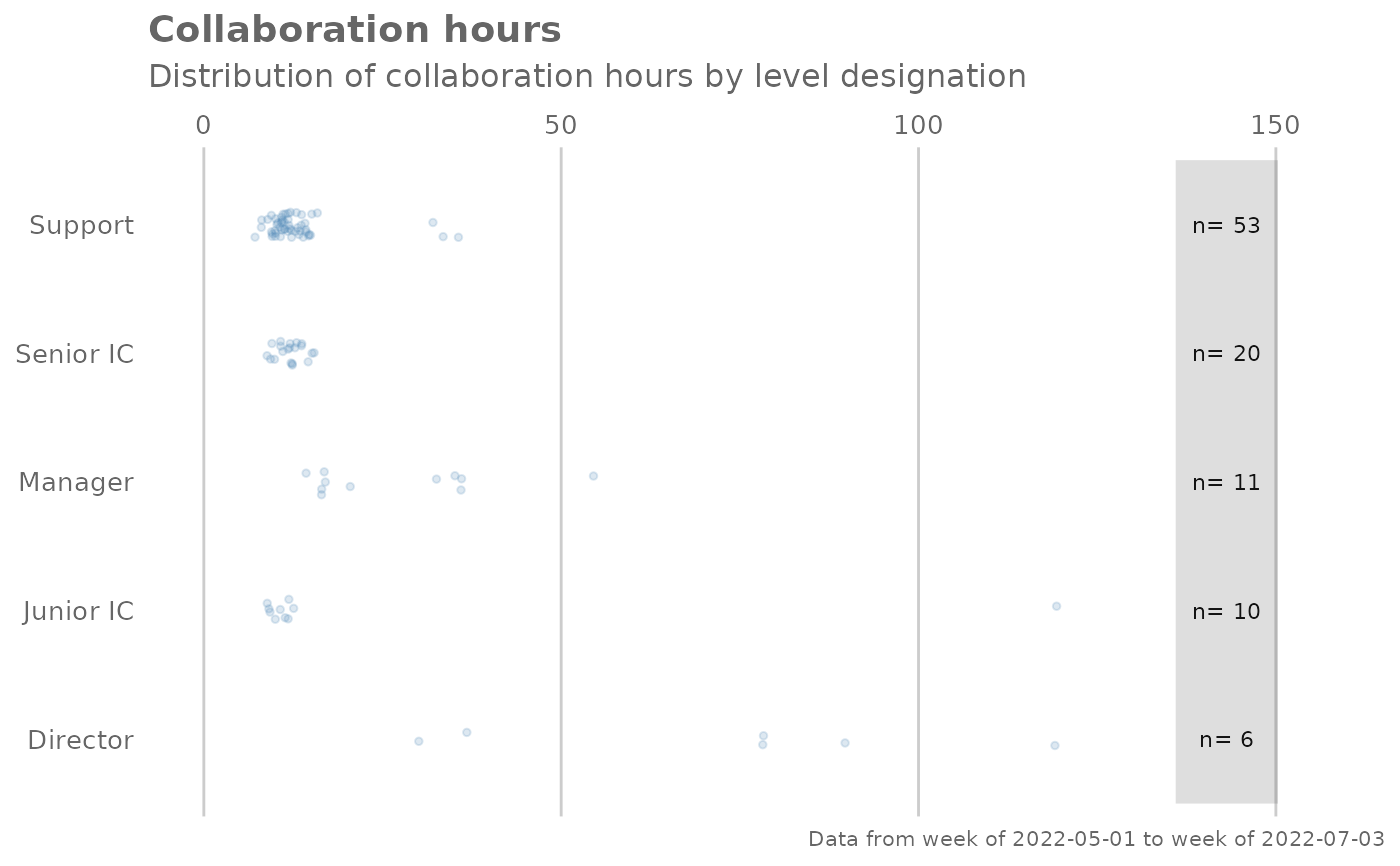 Collaboration hours
Distribution of collaboration hours by level designation
0 50 100 150
Support n= 53
Senior IC n= 20
Manager n= 11
Junior IC n= 10
Director n= 6
Data from week of 2022-05-01 to week of 2022-07-03